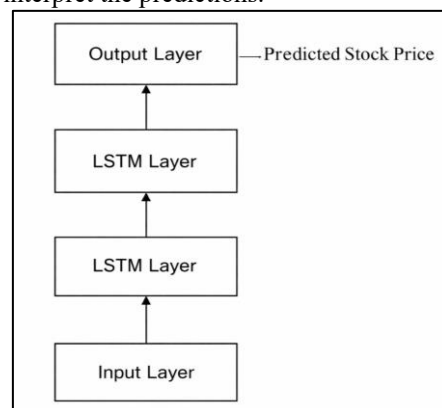 interpret the predictions.
Output Layer
Predicted Stock Price
LSTM Layer
LSTM Layer
Input Layer